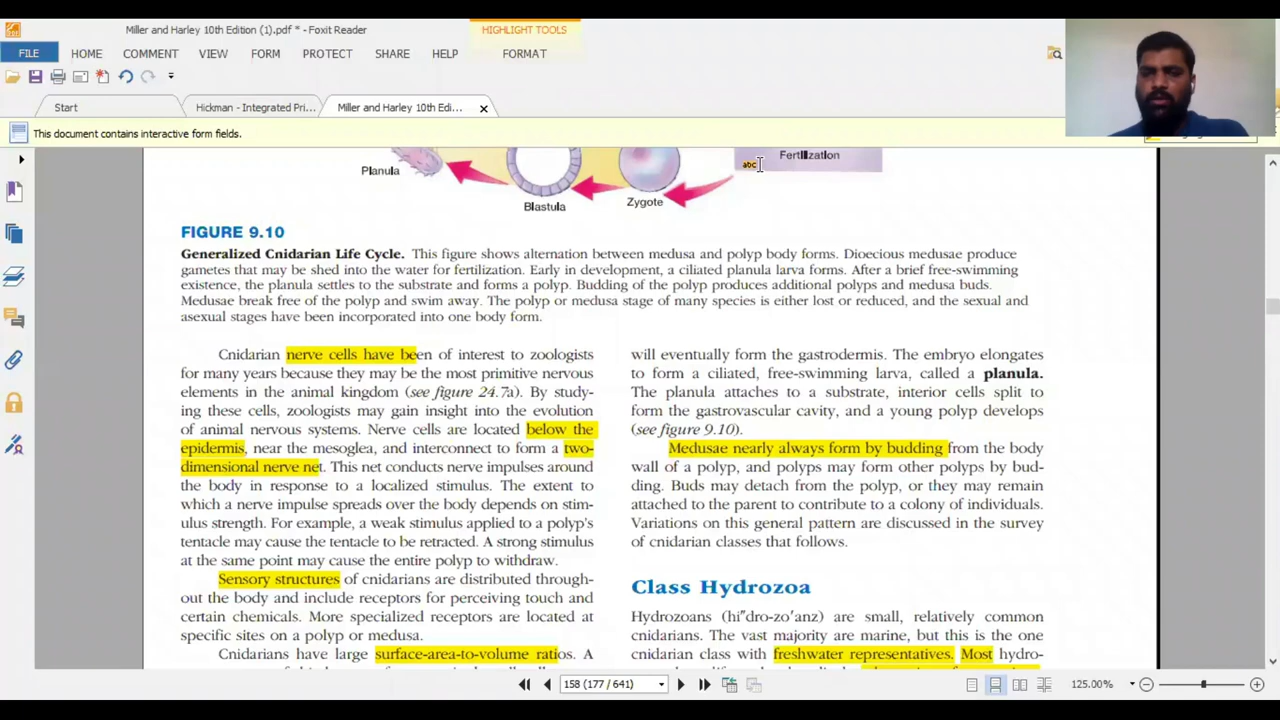 Miller and Harley 10th Edition (1).pdf * - Foxit Reader
HIGHLIGHT TOOLS
FILE HOME COMMENT VIEW FORM PROTECT SHARE HELP FORMAT
Start Hickman - Integrated Pri... Miller and Harley 10th Edi...
This document contains interactive form fields.
abc Fertilization
Planula
Blastula
Zygote
FIGURE 9.10
Generalized Cnidarian Life Cycle. This figure shows alternation between medusa and polyp body forms. Dioecious medusae produce
gametes that may be shed into the water for fertilization. Early in development, a ciliated planula larva forms. After a brief free-swimming
existence, the planula settles to the substrate and forms a polyp. Budding of the polyp produces additional polyps and medusa buds.
Medusae break free of the polyp and swim away. The polyp or medusa stage of many species is either lost or reduced, and the sexual and
asexual stages have been incorporated into one body form.
Cnidarian nerve cells have been of interest to zoologists
for many years because they may be the most primitive nervous
elements in the animal kingdom (see figure 24.7a). By study-
ing these cells, zoologists may gain insight into the evolution
of animal nervous systems. Nerve cells are located below the
epidermis, near the mesoglea, and interconnect to form a two-
dimensional nerve net. This net conducts nerve impulses around
the body in response to a localized stimulus. The extent to
which a nerve impulse spreads over the body depends on stim-
ulus strength. For example, a weak stimulus applied to a polyp's
tentacle may cause the tentacle to be retracted. A strong stimulus
at the same point may cause the entire polyp to withdraw.
Sensory structures of cnidarians are distributed through-
out the body and include receptors for perceiving touch and
certain chemicals. More specialized receptors are located at
specific sites on a polyp or medusa.
Cnidarians have large surface-area-to-volume ratios. A
will eventually form the gastrodermis. The embryo elongates
to form a ciliated, free-swimming larva, called a planula.
The planula attaches to a substrate, interior cells split to
form the gastrovascular cavity, and a young polyp develops
(see figure 9.10).
Medusae nearly always form by budding from the body
wall of a polyp, and polyps may form other polyps by bud-
ding. Buds may detach from the polyp, or they may remain
attached to the parent to contribute to a colony of individuals.
Variations on this general pattern are discussed in the survey
of cnidarian classes that follows.
Class Hydrozoa
Hydrozoans (hi″dro-zo′anz) are small, relatively common
cnidarians. The vast majority are marine, but this is the one
cnidarian class with freshwater representatives. Most hydro-
158 (177 / 641)
125.00%